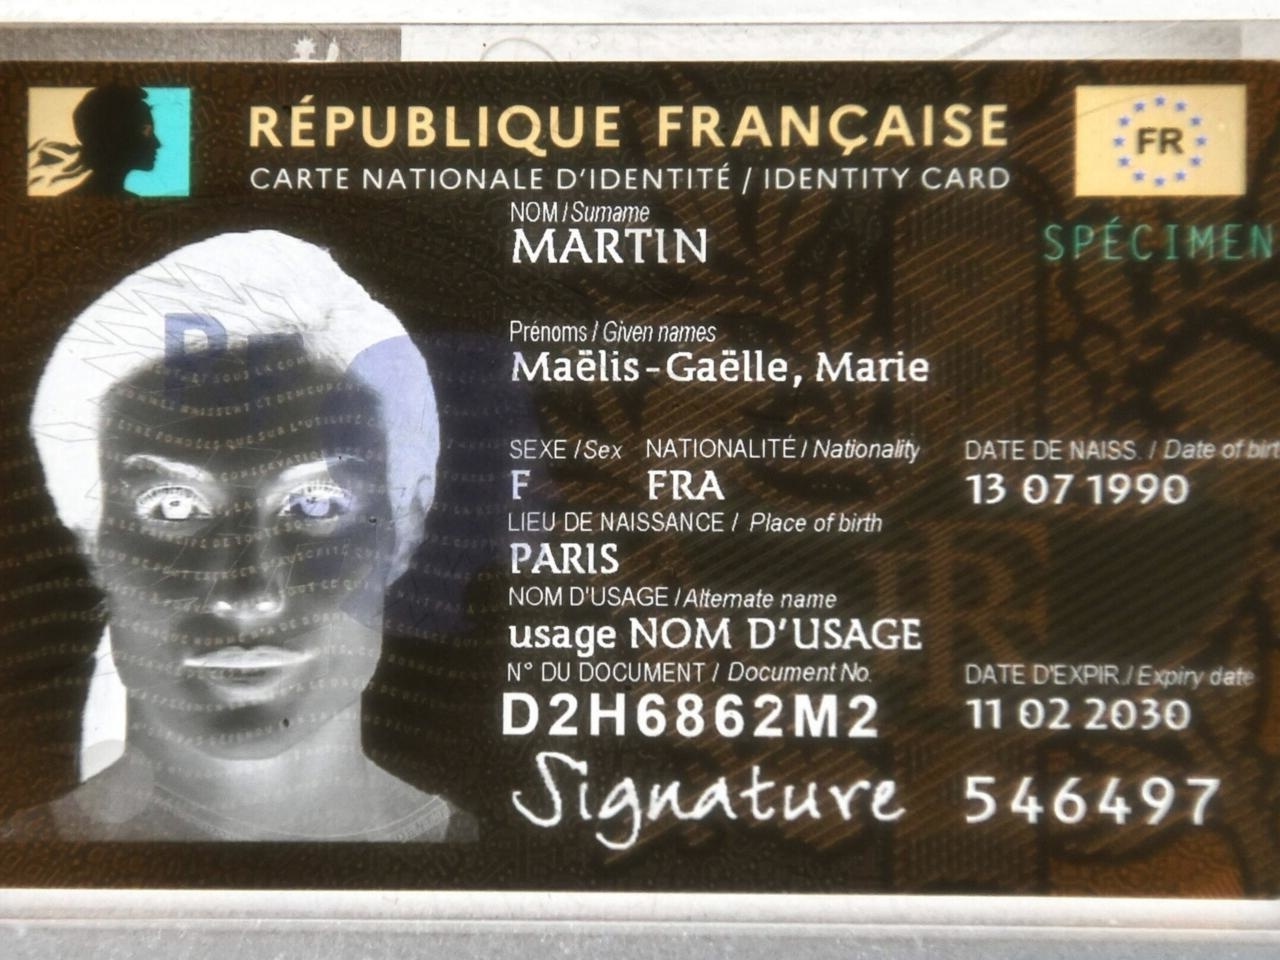 RÉPUBLIQUE FRANÇAISE
FR
CARTE NATIONALE D'IDENTITÉ / IDENTITY CARD
NOM / Surname
MARTIN
SPÉCIMEN
Prénoms / Given names
Maëlis-Gaëlle, Marie
SEXE / Sex NATIONALITÉ / Nationality DATE DE NAISS. / Date of birt
F FRA 13 07 1990
LIEU DE NAISSANCE / Place of birth
PARIS
NOM D'USAGE / Alternate name
usage NOM D'USAGE
N° DU DOCUMENT / Document No. DATE D'EXPIR. / Expiry date
D2H6862M2 11 02 2030
Signature 546497